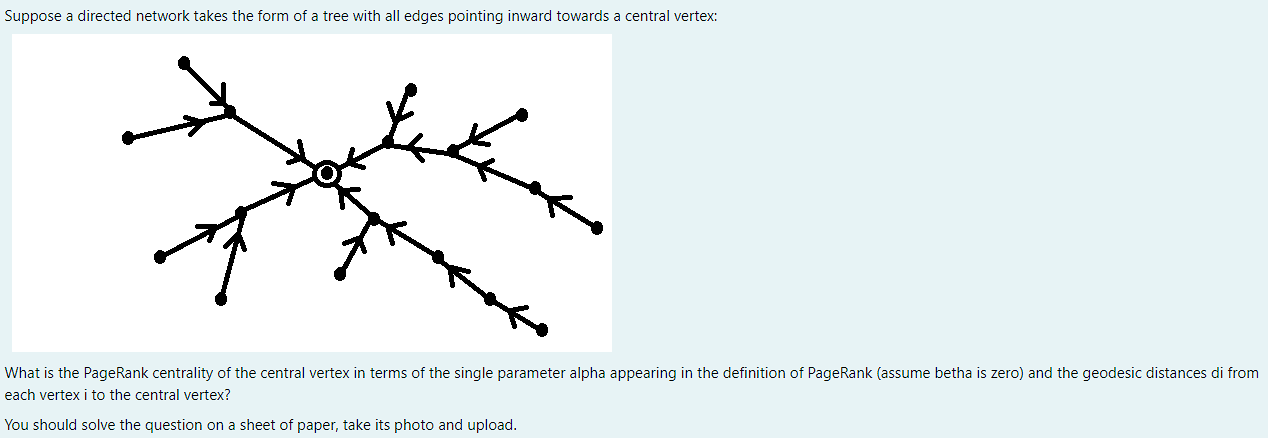 Suppose a directed network takes the form of a tree with all edges pointing inward towards a central vertex:
What is the PageRank centrality of the central vertex in terms of the single parameter alpha appearing in the definition of PageRank (assume betha is zero) and the geodesic distances di from
each vertex i to the central vertex?
You should solve the question on a sheet of paper, take its photo and upload.